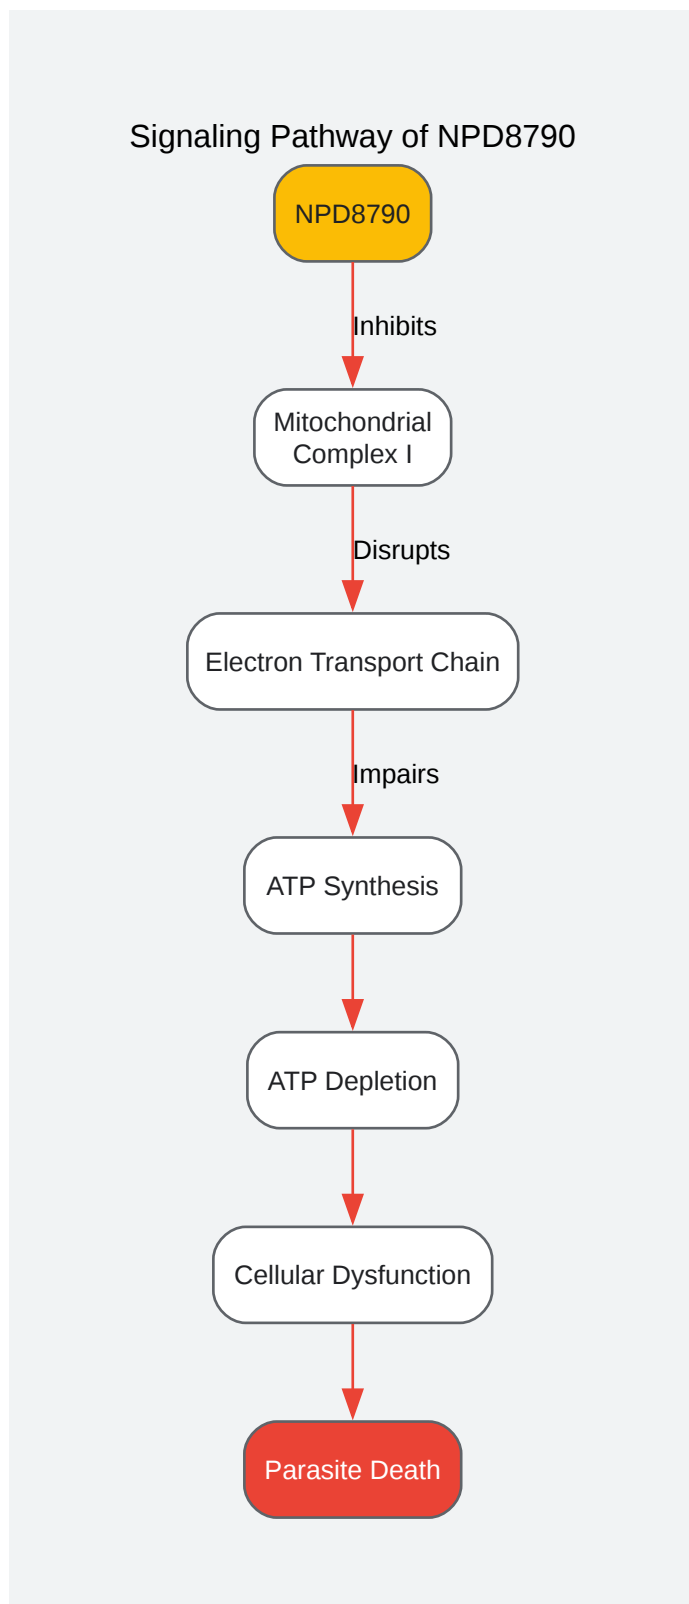 Signaling Pathway of NPD8790
NPD8790
Inhibits
Mitochondrial
Complex I
Disrupts
Electron Transport Chain
Impairs
ATP Synthesis
ATP Depletion
Cellular Dysfunction
Parasite Death